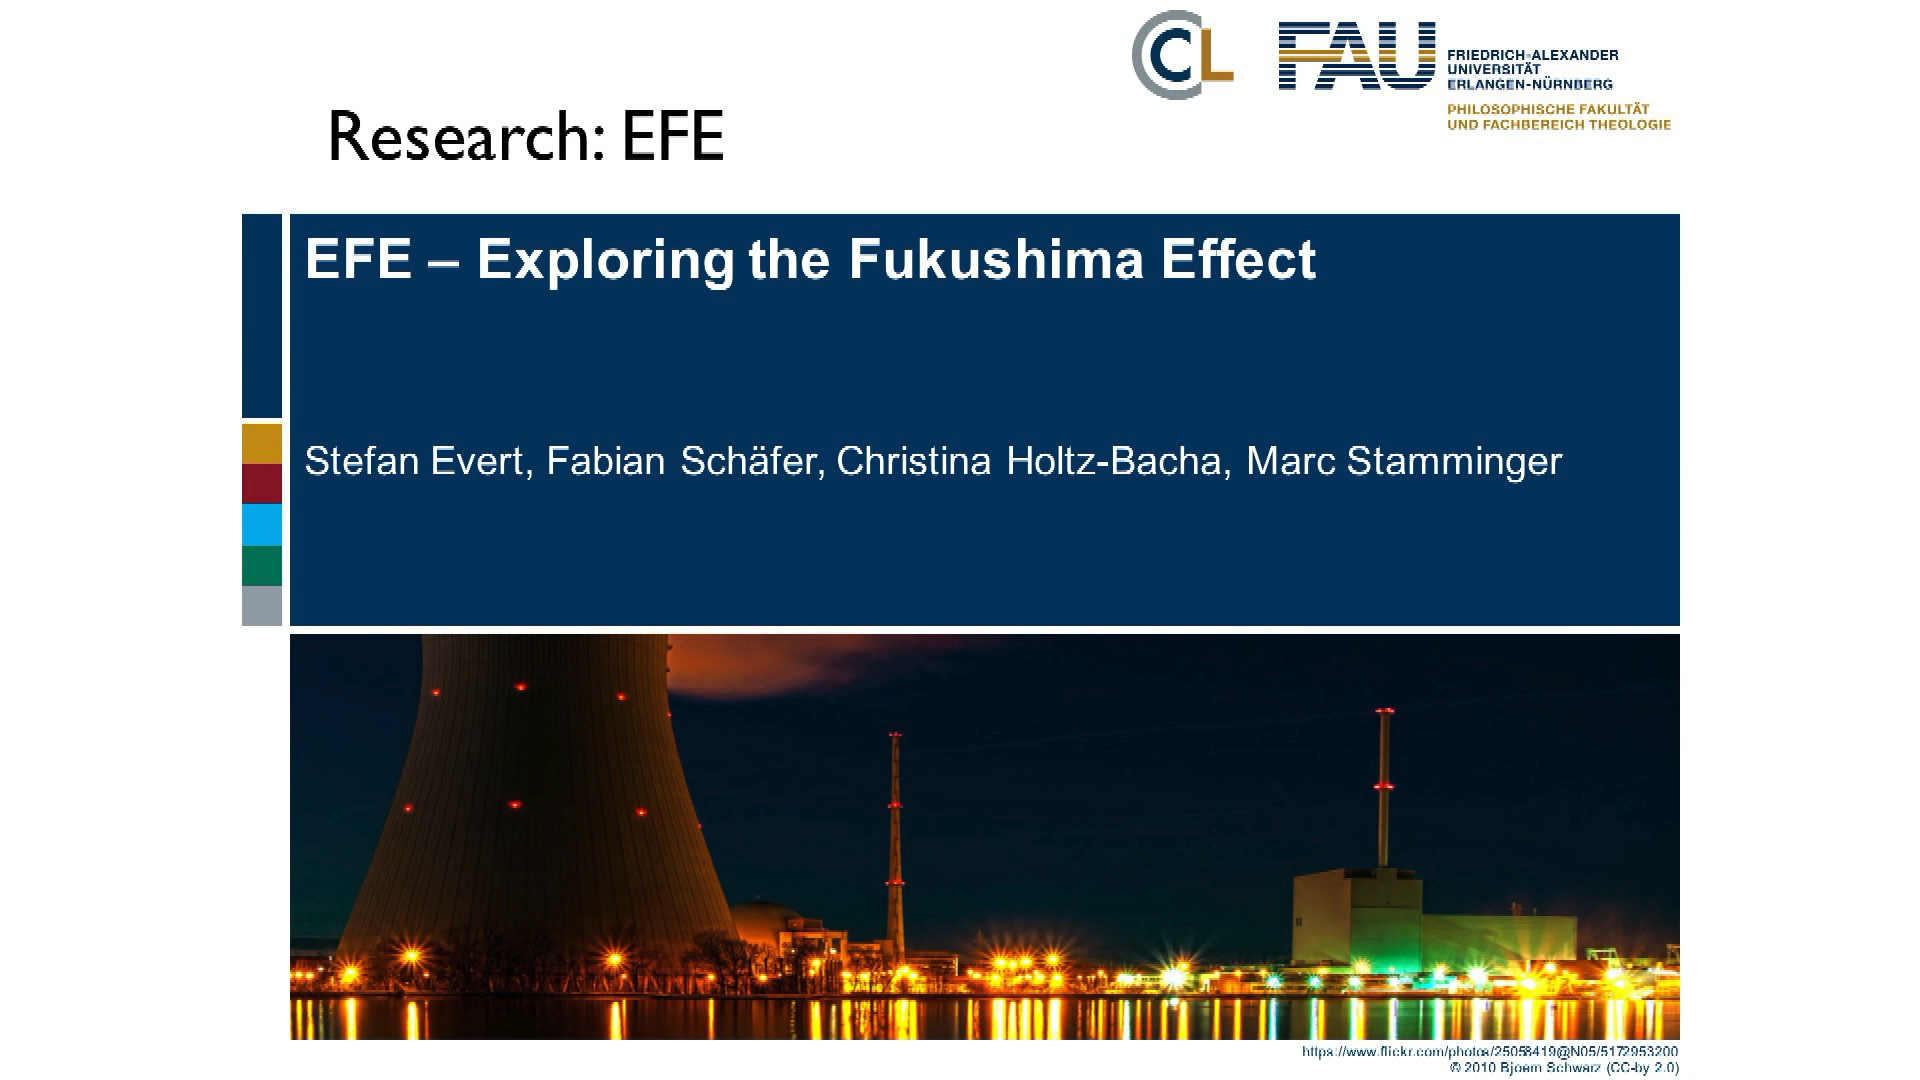 CCL
FAU
FRIEDRICH-ALEXANDER
UNIVERSITÄT
ERLANGEN-NÜRNBERG
PHILOSOPHISCHE FAKULTÄT
UND FACHBEREICH THEOLOGIE
Research: EFE
EFE – Exploring the Fukushima Effect
Stefan Evert, Fabian Schäfer, Christina Holtz-Bacha, Marc Stamminger
https://www.flickr.com/photos/25058419@N05/5172953200
© 2010 Bjoern Schwarz (CC-by 2.0)